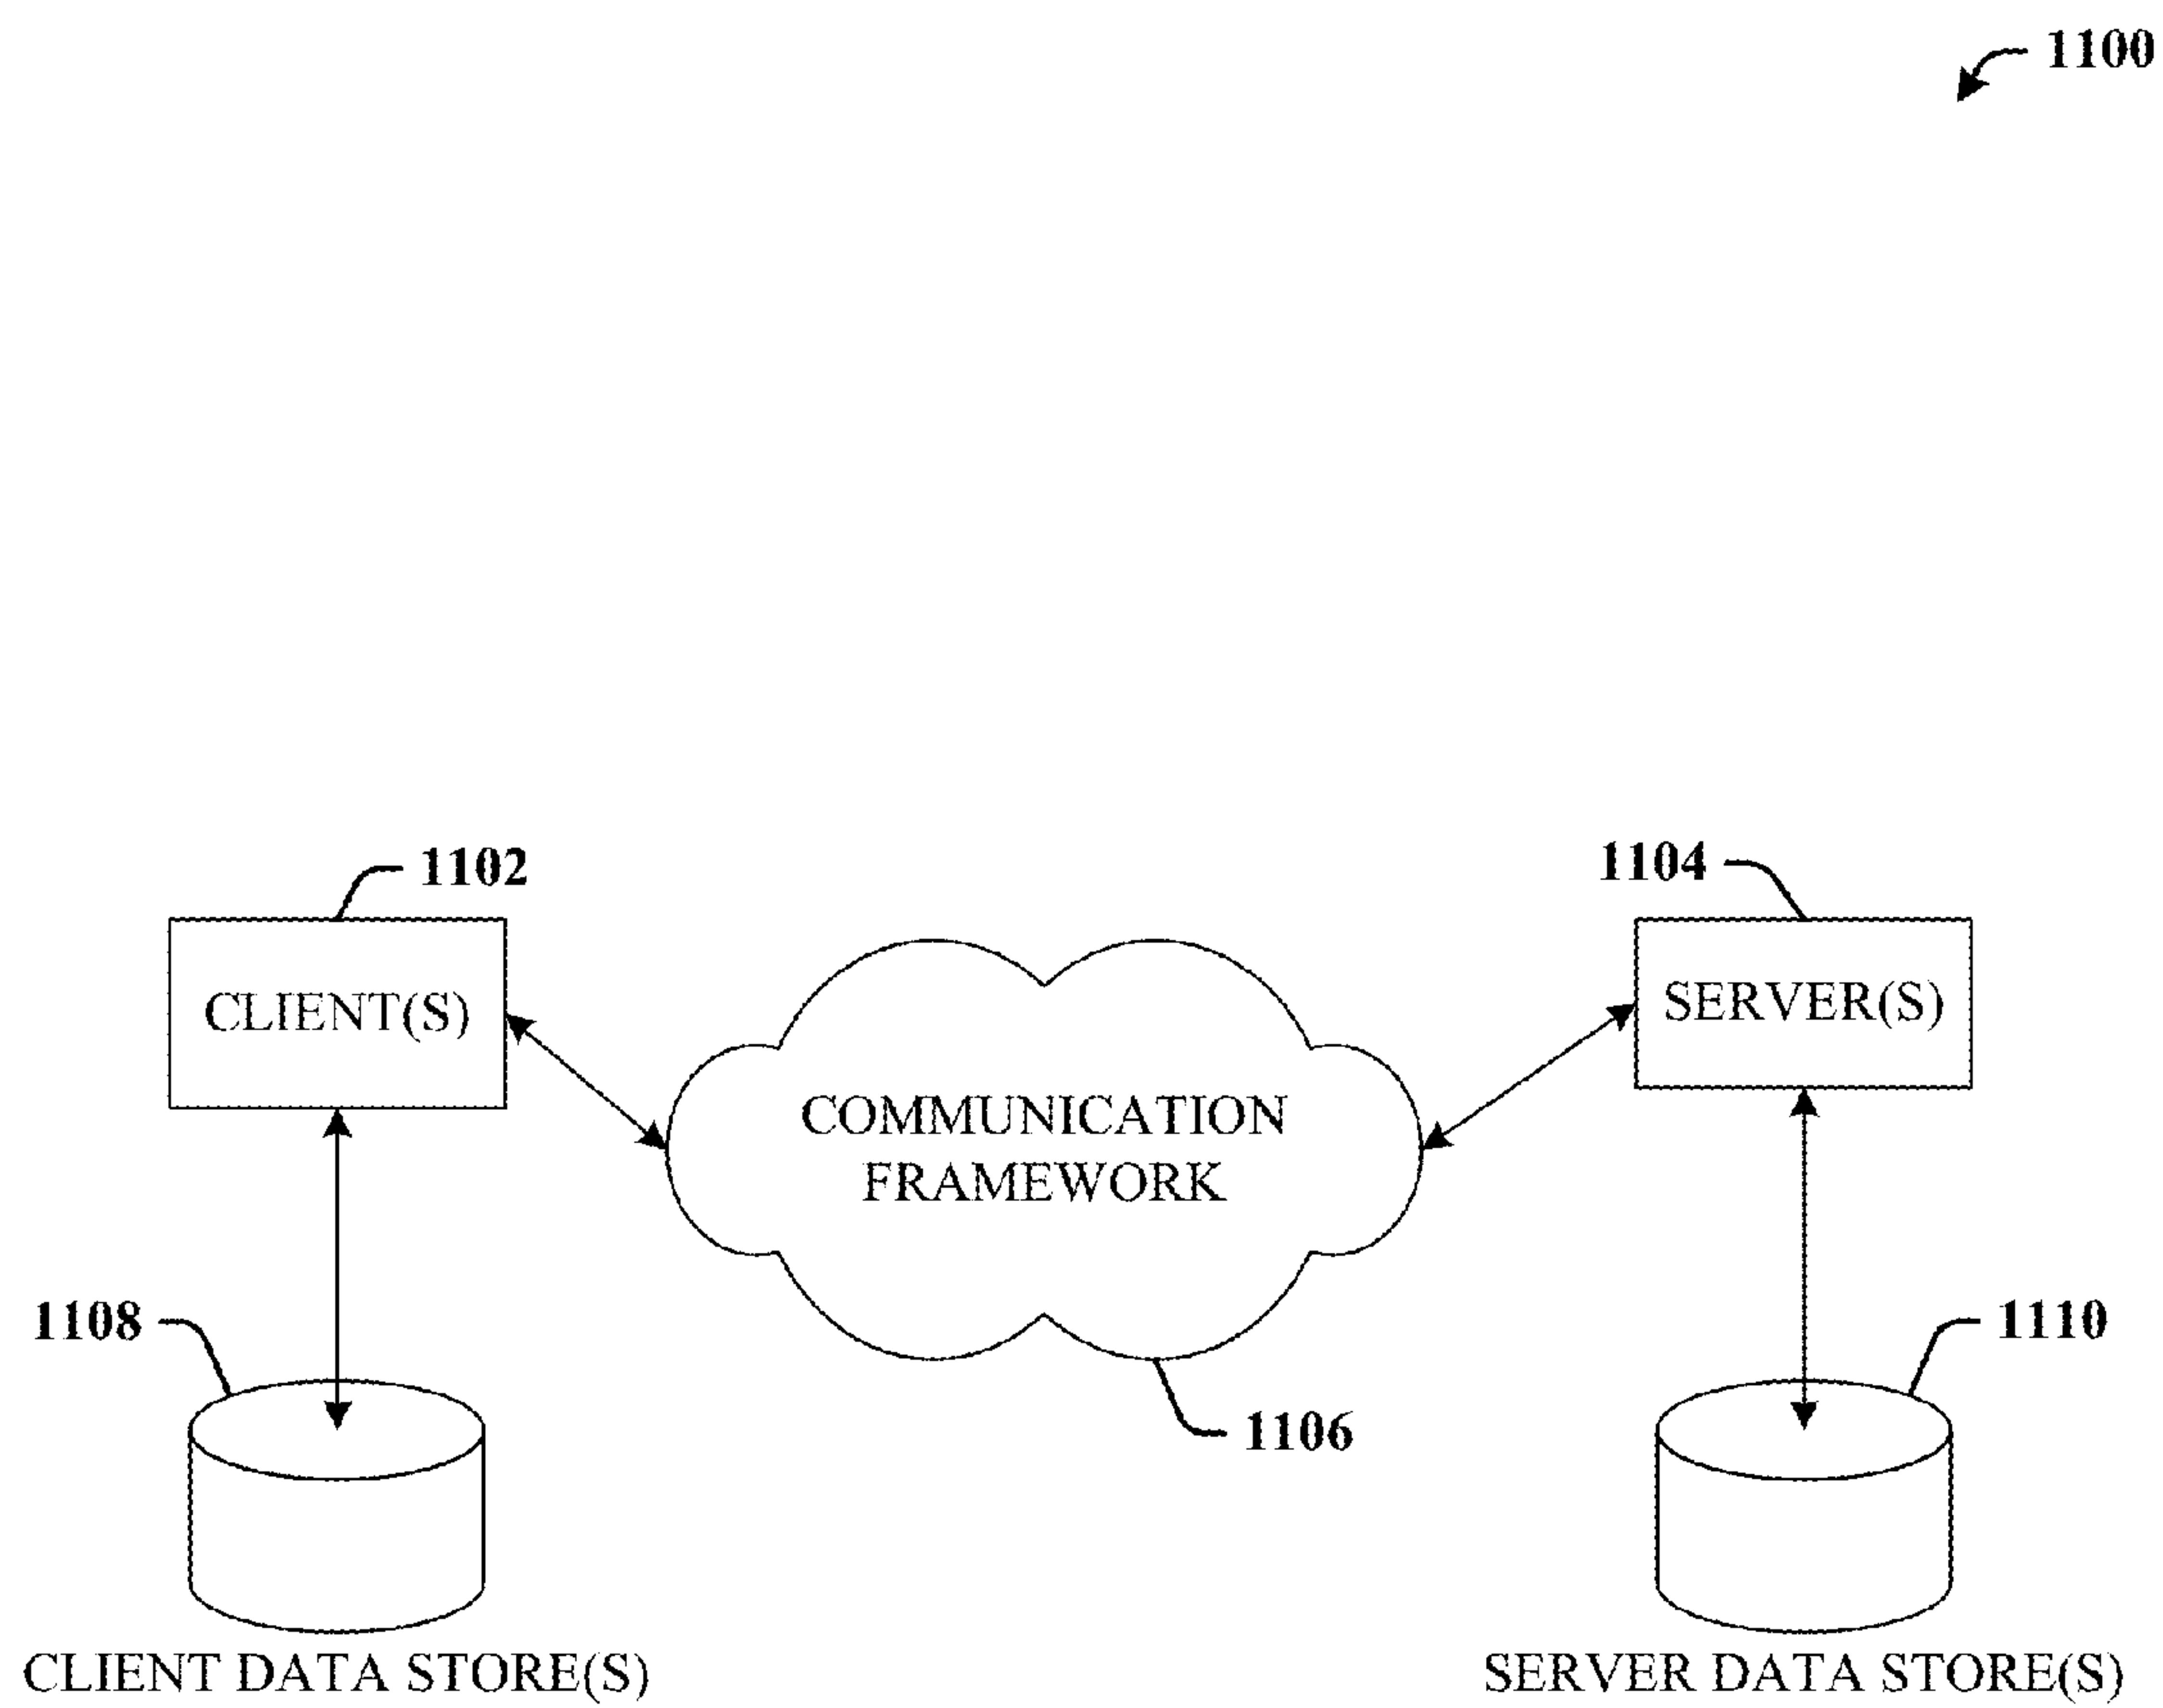 1100
1102
1104
CLIENT(S)
SERVER(S)
COMMUNICATION
FRAMEWORK
1108
1110
1106
CLIENT DATA STORE(S)
SERVER DATA STORE(S)